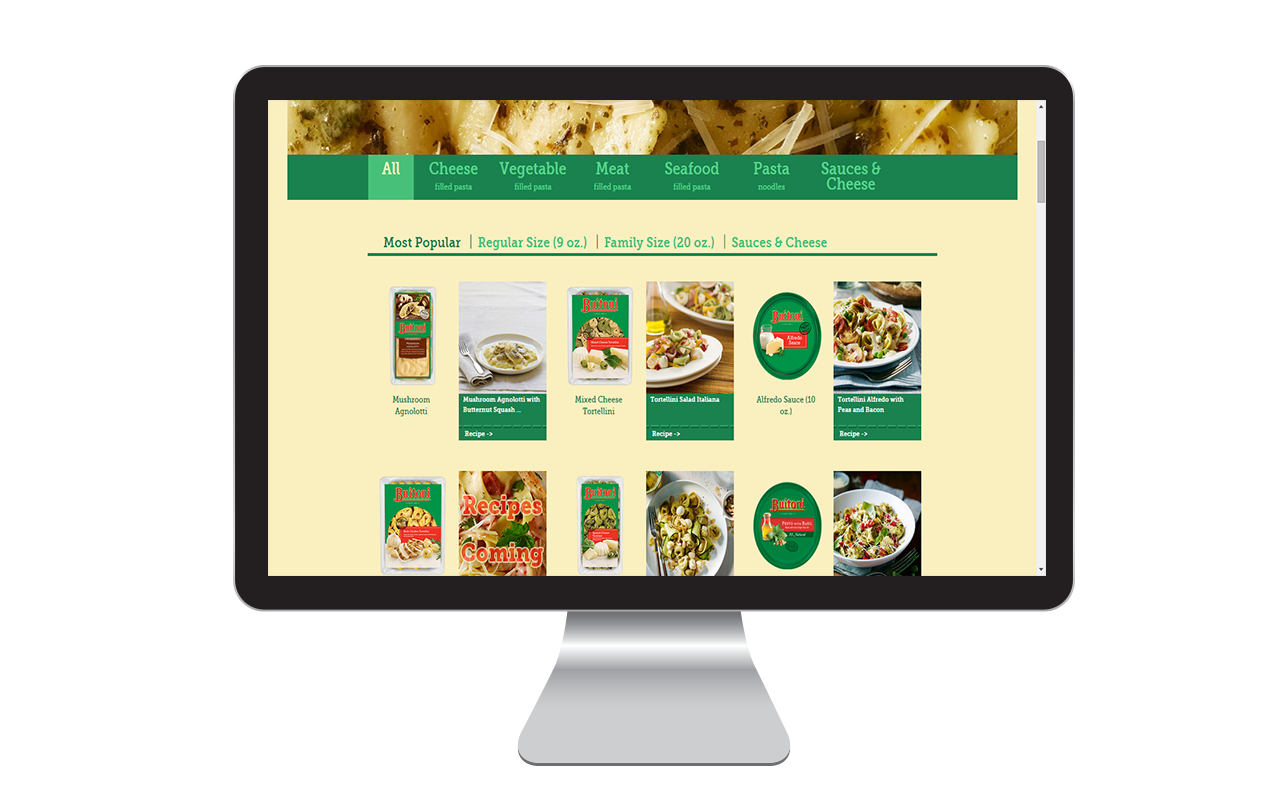 All
Cheese
filled pasta
Vegetable
filled pasta
Meat
filled pasta
Seafood
filled pasta
Pasta
noodles
Sauces &
Cheese
Most Popular
Regular Size (9 oz.)
Family Size (20 oz.)
Sauces & Cheese
Buitoni
Mushroom
Agnolotti
Mushroom Agnolotti with
Butternut Squash ...
Recipe ->
Buitoni
Mixed Cheese Tortellini
Mixed Cheese
Tortellini
Tortellini Salad Italiana
Recipe ->
Buitoni
Alfredo
Sauce
Alfredo Sauce (10
oz.)
Tortellini Alfredo with
Peas and Bacon
Recipe ->
Buitoni
Recipes
Coming
Buitoni
Buitoni
Pesto with Basil
All Natural